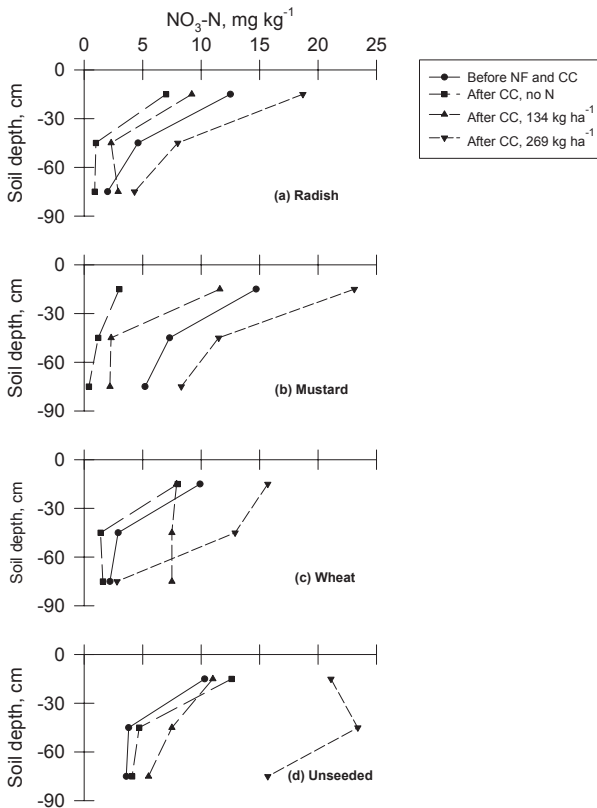 NO₃-N, mg kg⁻¹
0 5 10 15 20 25
Before NF and CC
After CC, no N
After CC, 134 kg ha⁻¹
After CC, 269 kg ha⁻¹
Soil depth, cm
0
-30
-60
-90
(a) Radish
Soil depth, cm
0
-30
-60
-90
(b) Mustard
Soil depth, cm
0
-30
-60
-90
(c) Wheat
Soil depth, cm
0
-30
-60
-90
(d) Unseeded